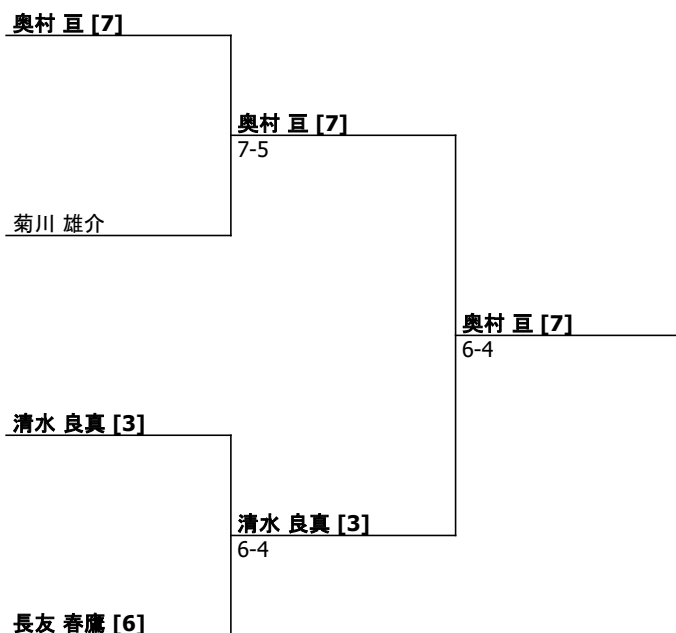 奥村 亘 [7]
奥村 亘 [7]
7-5
菊川 雄介
奥村 亘 [7]
6-4
清水 良真 [3]
清水 良真 [3]
6-4
長友 春鷹 [6]